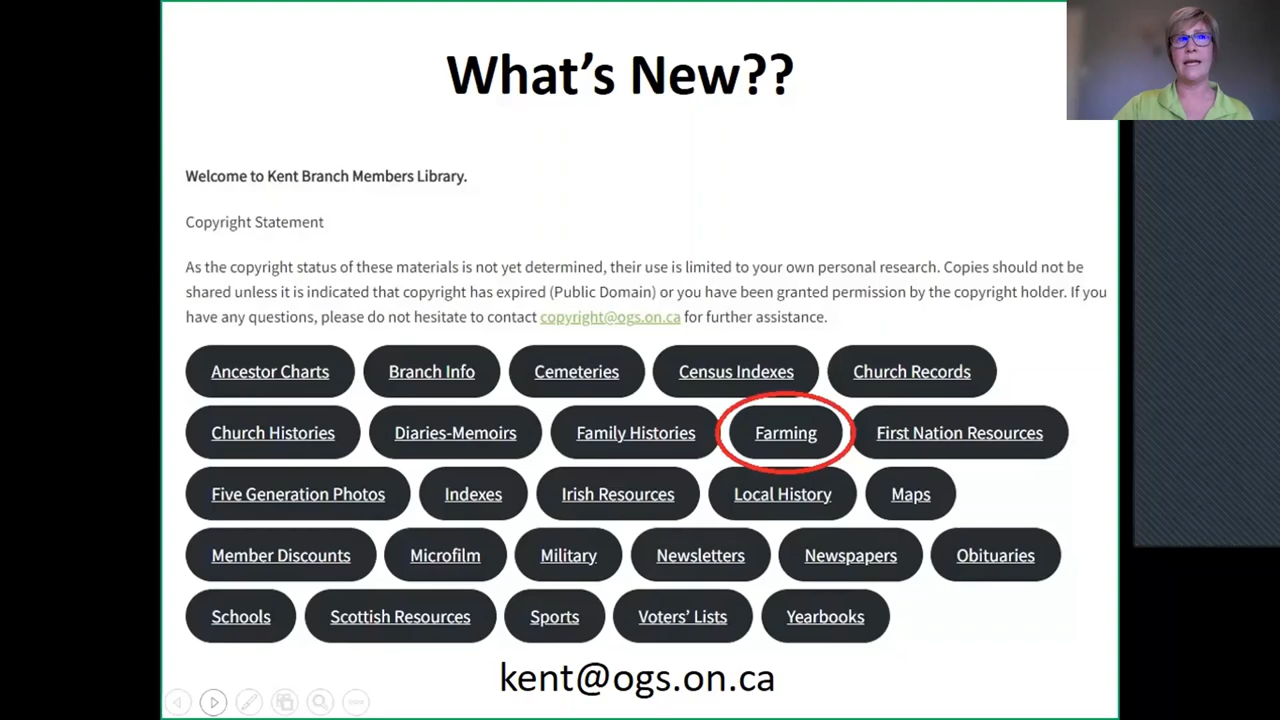 What's New??
Welcome to Kent Branch Members Library.
Copyright Statement
As the copyright status of these materials is not yet determined, their use is limited to your own personal research. Copies should not be
shared unless it is indicated that copyright has expired (Public Domain) or you have been granted permission by the copyright holder. If you
have any questions, please do not hesitate to contact copyright@ogs.on.ca for further assistance.
Ancestor Charts Branch Info Cemeteries Census Indexes Church Records
Church Histories Diaries-Memoirs Family Histories Farming First Nation Resources
Five Generation Photos Indexes Irish Resources Local History Maps
Member Discounts Microfilm Military Newsletters Newspapers Obituaries
Schools Scottish Resources Sports Voters' Lists Yearbooks
kent@ogs.on.ca